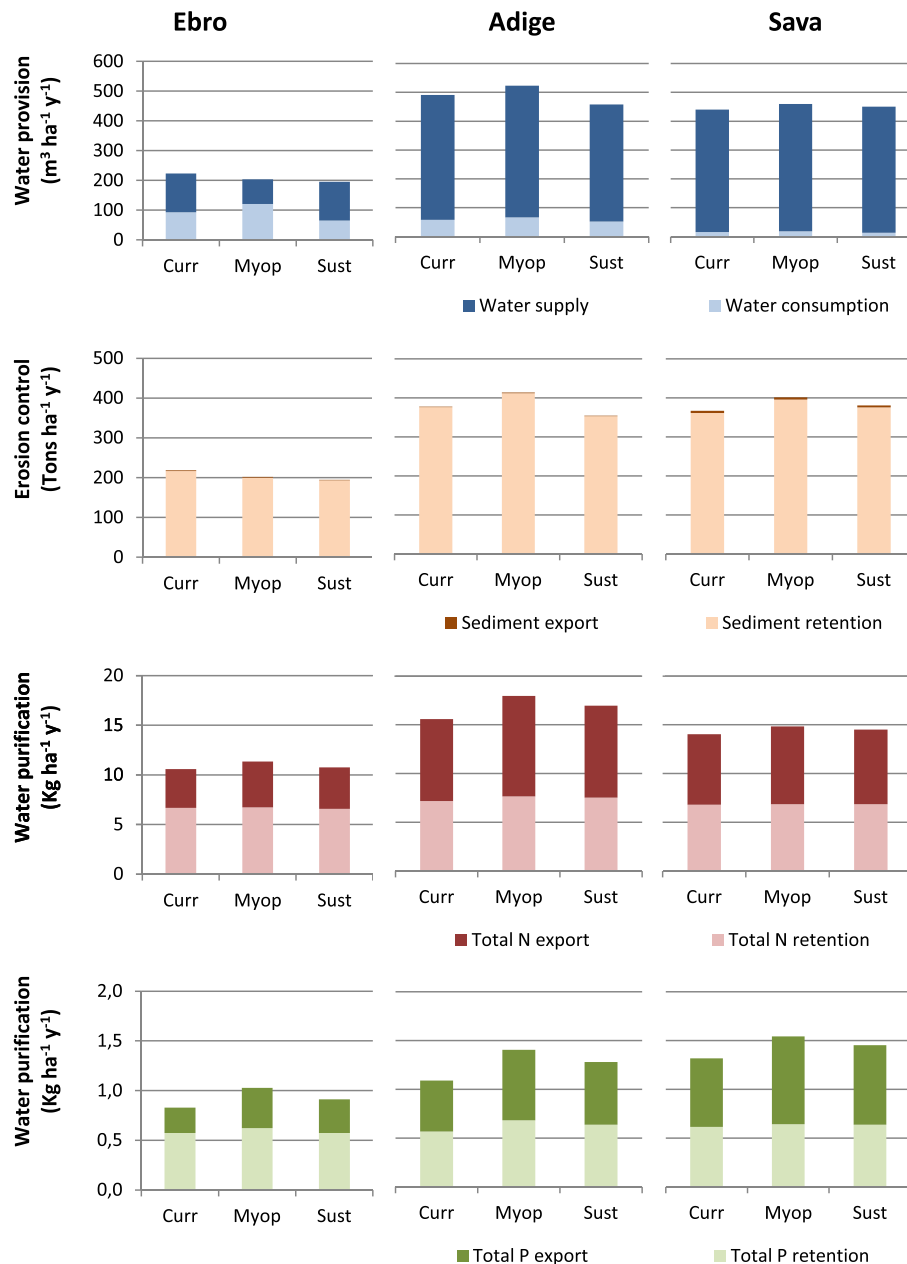 Ebro Adige Sava
Water provision
(m³ ha⁻¹ y⁻¹)
600
500
400
300
200
100
0
Curr Myop Sust Curr Myop Sust Curr Myop Sust
Water supply Water consumption
Erosion control
(Tons ha⁻¹ y⁻¹)
500
400
300
200
100
0
Curr Myop Sust Curr Myop Sust Curr Myop Sust
Sediment export Sediment retention
Water purification
(Kg ha⁻¹ y⁻¹)
20
15
10
5
0
Curr Myop Sust Curr Myop Sust Curr Myop Sust
Total N export Total N retention
Water purification
(Kg ha⁻¹ y⁻¹)
2,0
1,5
1,0
0,5
0,0
Curr Myop Sust Curr Myop Sust Curr Myop Sust
Total P export Total P retention